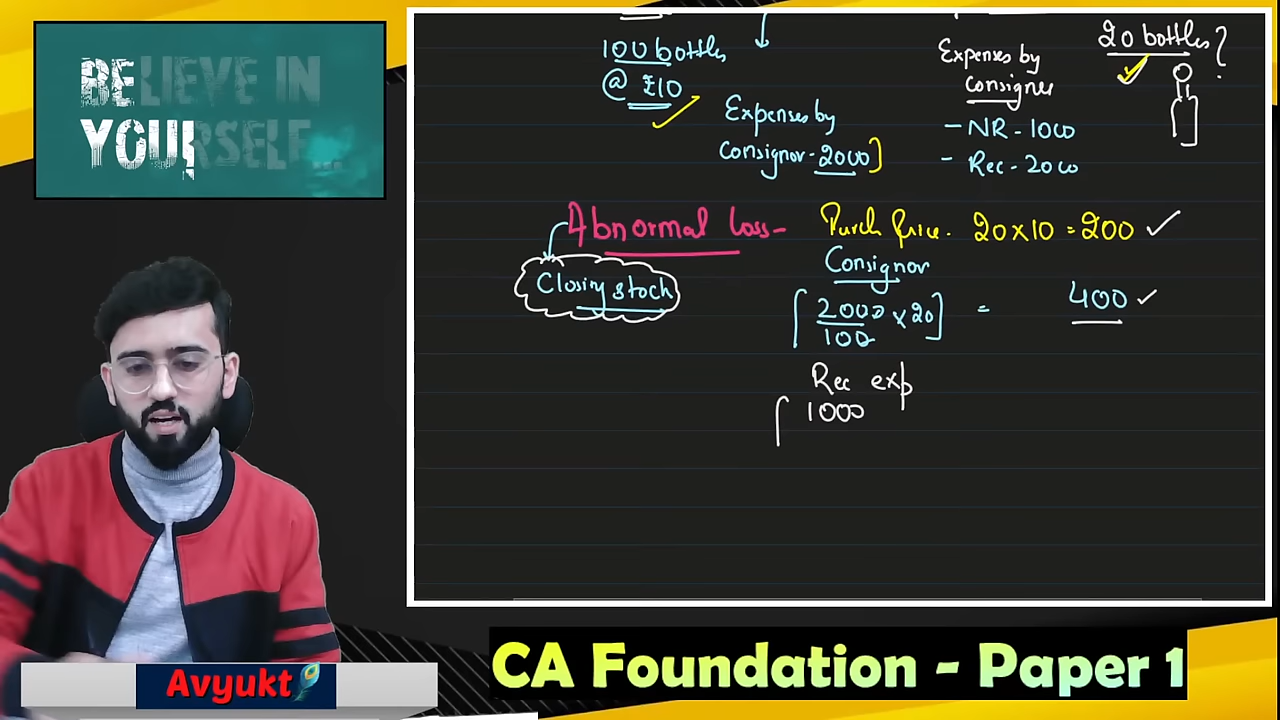 BELIEVE IN
YOURSELF...
100 bottles
@ ₹10
Expenses by
Consignor - 2000]
Expenses by
Consignee
- NR - 1000
- Rec - 2000
20 bottles?
Abnormal loss -
Closing stock
Purch Price. 20×10 = 200
Consignor
[2000/100 × 20] = 400
Rec exp
[1000
Avyukt
CA Foundation - Paper 1